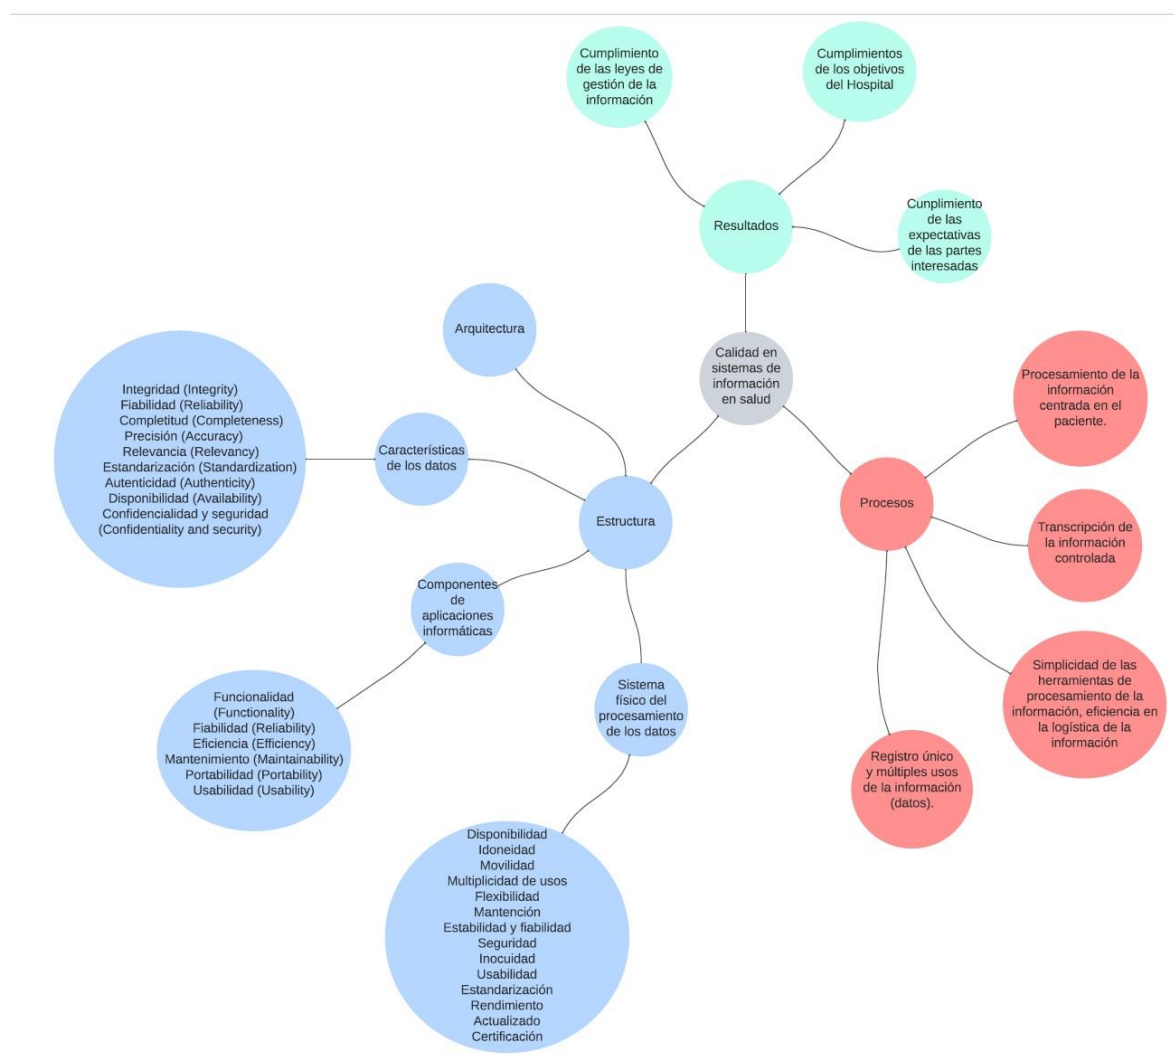 Cumplimiento
de las leyes de
gestión de la
información
Cumplimientos
de los objetivos
del Hospital
Resultados
Cunplimiento
de las
expectativas
de las partes
interesadas
Arquitectura
Calidad en
sistemas de
información
en salud
Integridad (Integrity)
Fiabilidad (Reliability)
Completitud (Completeness)
Precisión (Accuracy)
Relevancia (Relevancy)
Estandarización (Standardization)
Autenticidad (Authenticity)
Disponibilidad (Availability)
Confidencialidad y seguridad
(Confidentiality and security)
Características
de los datos
Estructura
Procesos
Procesamiento de la
información
centrada en el
paciente.
Transcripción de
la información
controlada
Componentes
de
aplicaciones
informáticas
Simplicidad de las
herramientas de
procesamiento de la
información, eficiencia en
la logística de la
información
Funcionalidad
(Functionality)
Fiabilidad (Reliability)
Eficiencia (Efficiency)
Mantenimiento (Maintainability)
Portabilidad (Portability)
Usabilidad (Usability)
Sistema
físico del
procesamiento
de los datos
Registro único
y múltiples usos
de la información
(datos).
Disponibilidad
Idoneidad
Movilidad
Multiplicidad de usos
Flexibilidad
Mantención
Estabilidad y fiabilidad
Seguridad
Inocuidad
Usabilidad
Estandarización
Rendimiento
Actualizado
Certificación